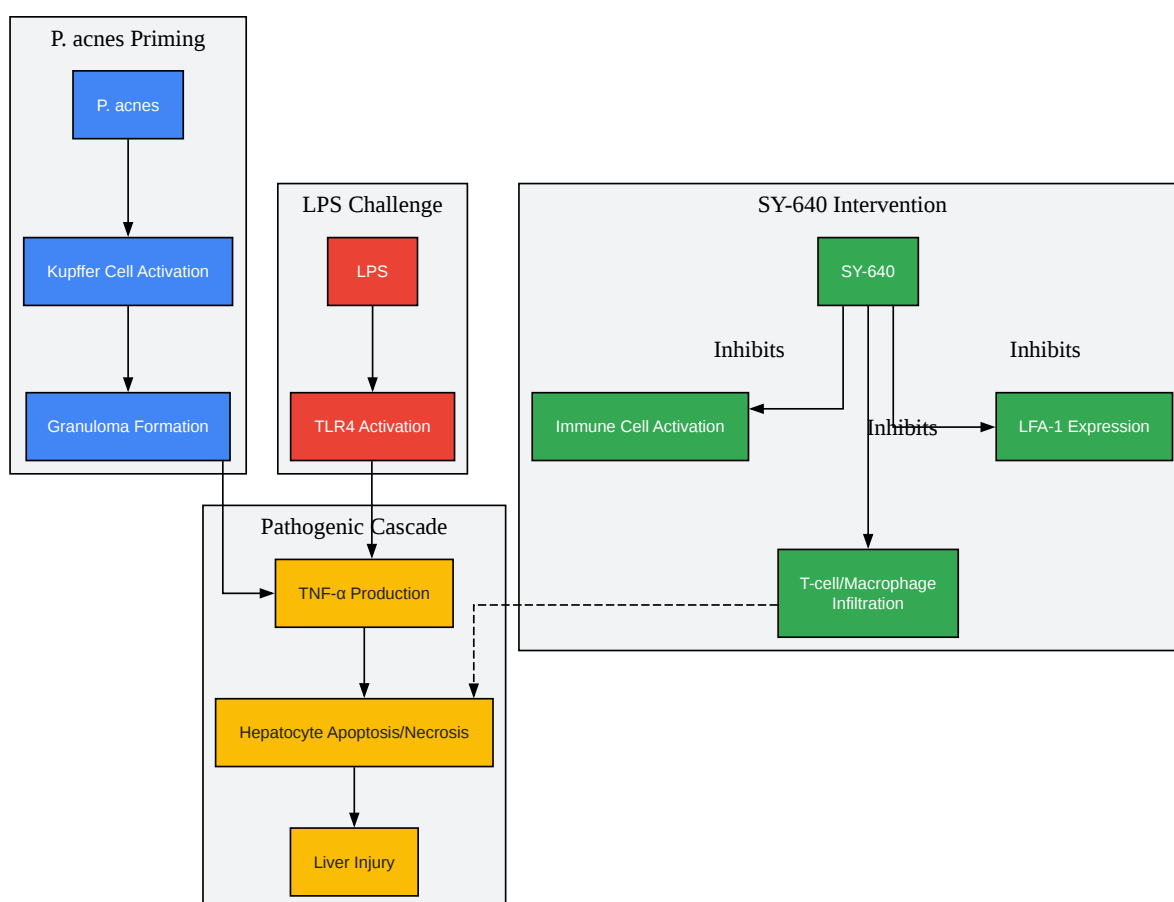 P. acnes Priming
P. acnes
Kupffer Cell Activation
Granuloma Formation
LPS Challenge
LPS
TLR4 Activation
SY-640 Intervention
SY-640
Inhibits
Inhibits
Immune Cell Activation
Inhibits
LFA-1 Expression
T-cell/Macrophage
Infiltration
Pathogenic Cascade
TNF-α Production
Hepatocyte Apoptosis/Necrosis
Liver Injury